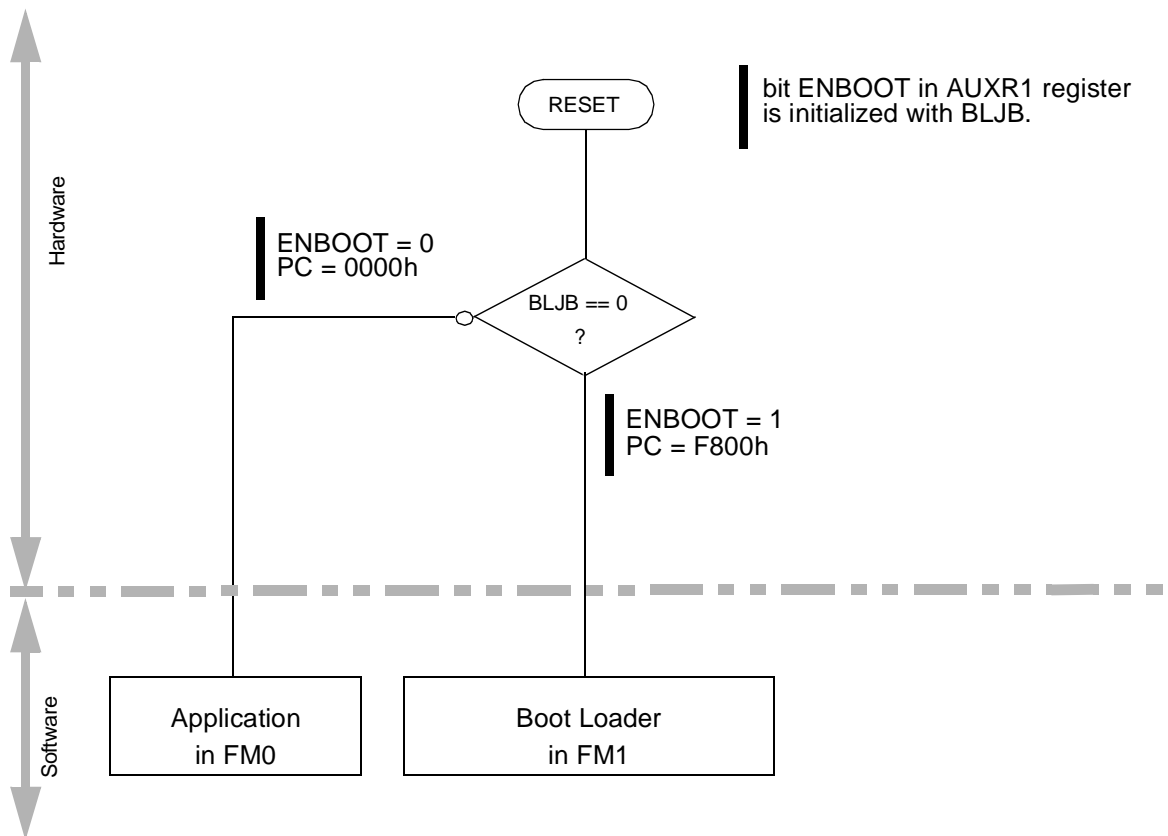 RESET
bit ENBOOT in AUXR1 register
is initialized with BLJB.
Hardware
ENBOOT = 0
PC = 0000h
BLJB == 0
?
ENBOOT = 1
PC = F800h
Software
Application
in FM0
Boot Loader
in FM1